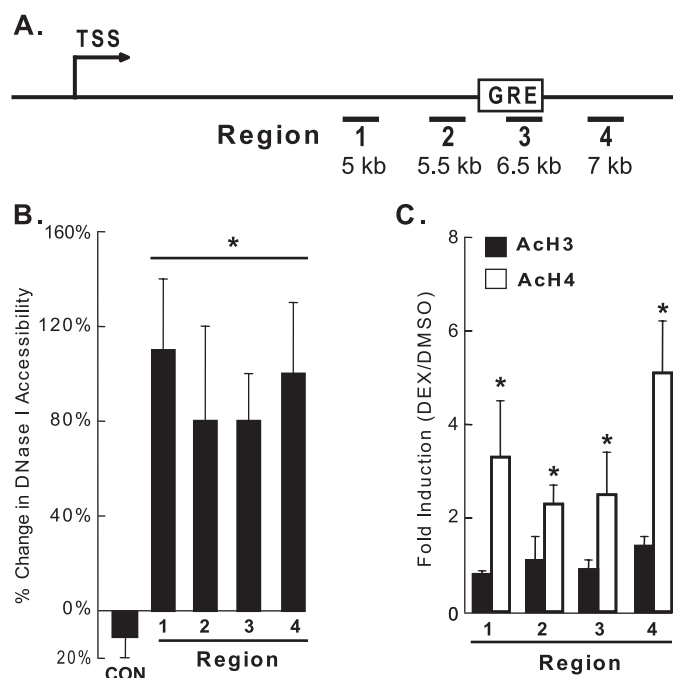 A.
TSS
GRE
Region 1 2 3 4
5 kb 5.5 kb 6.5 kb 7 kb
B.
160%
120%
80%
40%
0%
20%
% Change in DNase I Accessibility
*
CON
1 2 3 4
Region
C.
8
6
4
2
0
Fold Induction (DEX/DMSO)
AcH3
AcH4
* * * *
1 2 3 4
Region